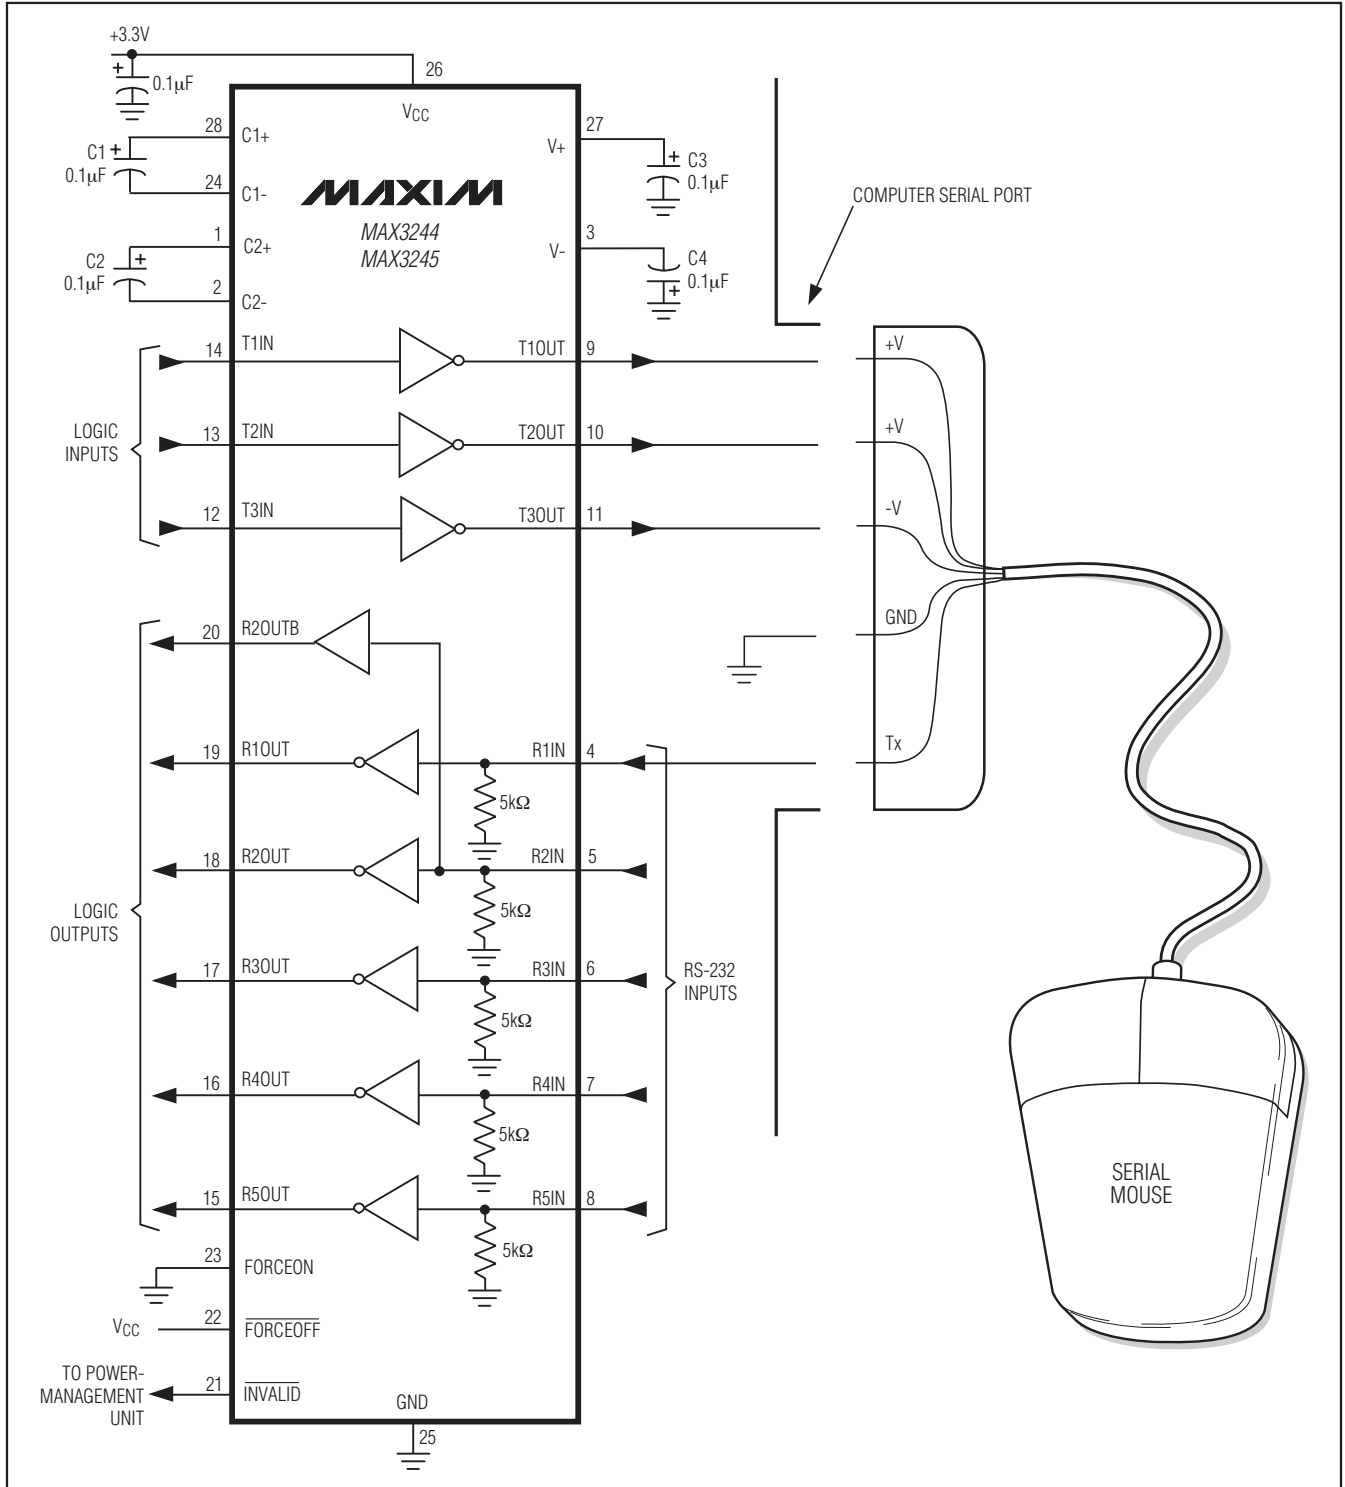 +3.3V
26
0.1μF
VCC
28
C1+
27
V+
C1
0.1μF
C3
0.1μF
24
C1-
MAXIM
COMPUTER SERIAL PORT
MAX3244
MAX3245
1
C2+
3
V-
C2
0.1μF
C4
0.1μF
2
C2-
14
T1IN
T1OUT
9
+V
LOGIC
INPUTS
13
T2IN
T2OUT
10
+V
12
T3IN
T3OUT
11
-V
20
R2OUTB
GND
19
R1OUT
R1IN
4
Tx
5kΩ
18
R2OUT
R2IN
5
5kΩ
LOGIC
OUTPUTS
17
R3OUT
R3IN
6
RS-232
INPUTS
5kΩ
16
R4OUT
R4IN
7
5kΩ
15
R5OUT
R5IN
8
5kΩ
SERIAL
MOUSE
23
FORCEON
VCC
22
FORCEOFF
TO POWER-
MANAGEMENT
UNIT
21
INVALID
GND
25